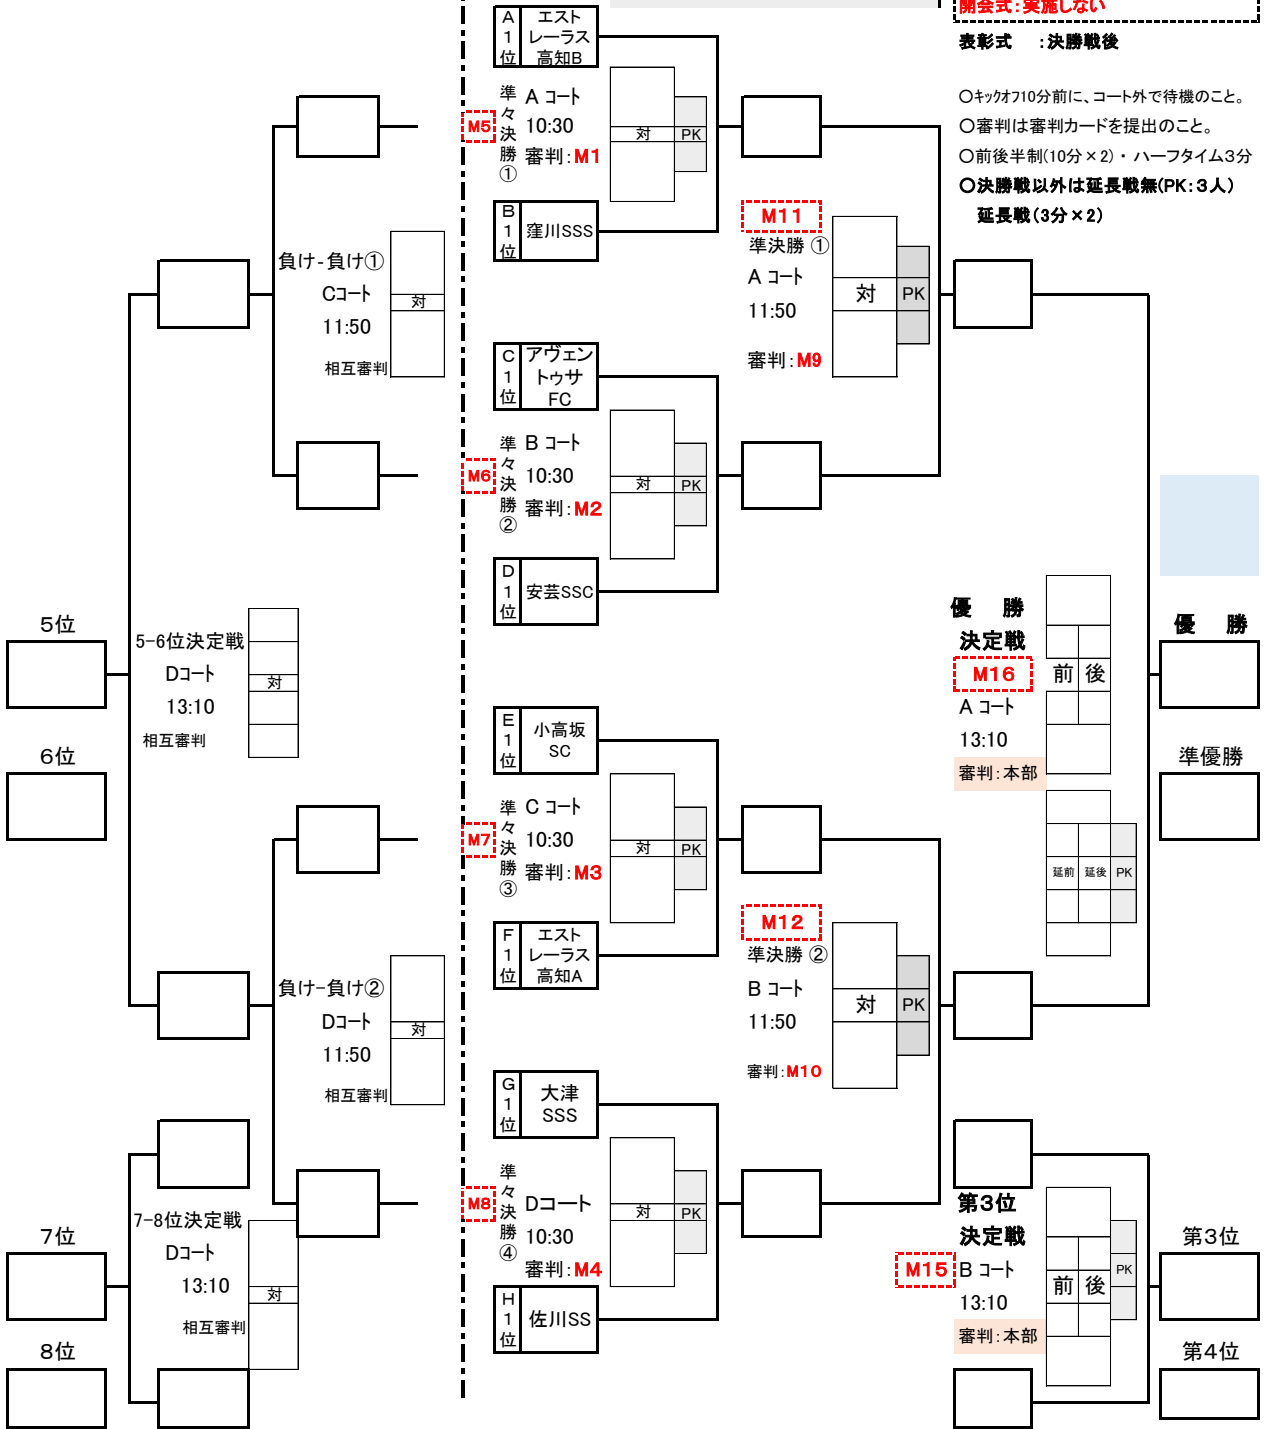 開会式：実施しない
表彰式　：決勝戦後
○キックオフ10分前に、コート外で待機のこと。
○審判は審判カードを提出のこと。
○前後半制(10分×2)・ハーフタイム3分
○決勝戦以外は延長戦無(PK:3人)
延長戦(3分×2)
A1位
エストレーラス高知B
M5
準々決勝①
A コート
10:30
審判：M1
対
PK
B1位
窪川SSS
負け-負け①
Cコート
11:50
相互審判
対
M11
準決勝 ①
A コート
11:50
審判：M9
対
PK
C1位
アヴェントゥサFC
M6
準々決勝②
B コート
10:30
審判：M2
対
PK
D1位
安芸SSC
5位
6位
5-6位決定戦
Dコート
13:10
相互審判
対
優　勝
決定戦
M16
A コート
13:10
審判：本部
前
後
延前
延後
PK
優　勝
準優勝
E1位
小高坂SC
M7
準々決勝③
C コート
10:30
審判：M3
対
PK
F1位
エストレーラス高知A
負け-負け②
Dコート
11:50
相互審判
対
M12
準決勝 ②
B コート
11:50
審判：M10
対
PK
G1位
大津SSS
M8
準々決勝④
Dコート
10:30
審判：M4
対
PK
H1位
佐川SS
7位
8位
7-8位決定戦
Dコート
13:10
相互審判
対
第3位
決定戦
M15
B コート
13:10
審判：本部
前
後
PK
第3位
第4位